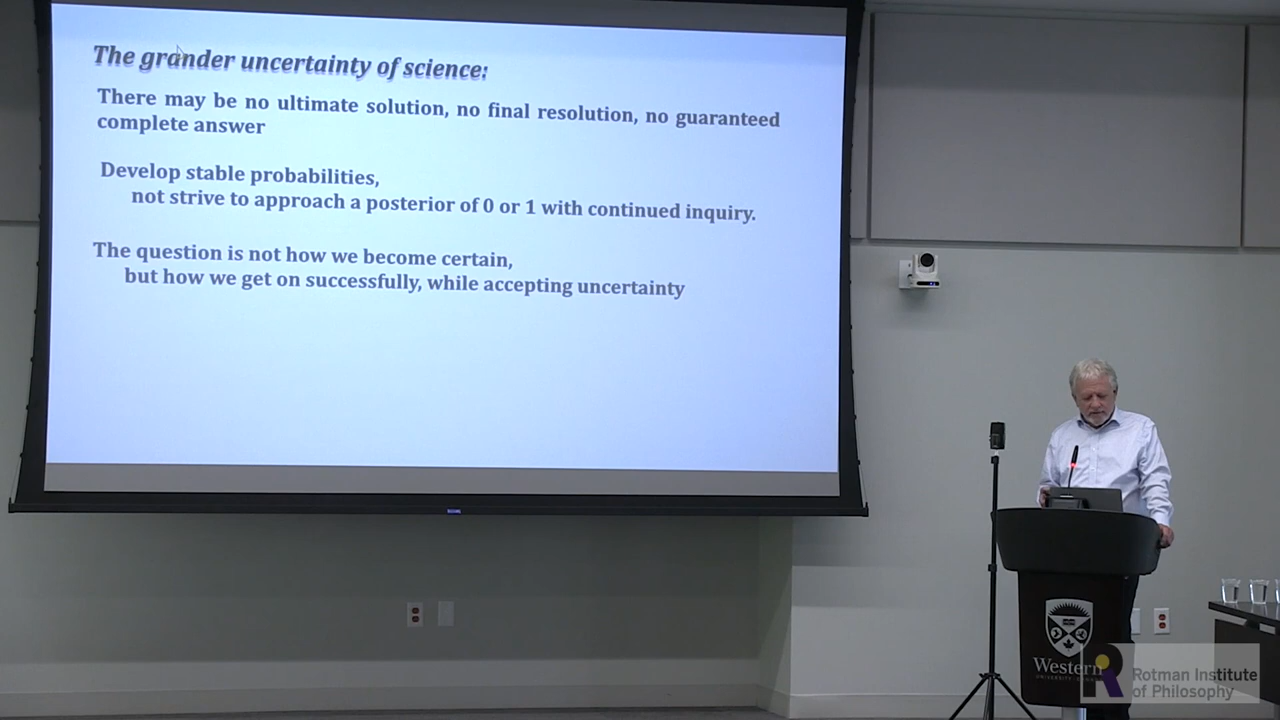 The grander uncertainty of science:
There may be no ultimate solution, no final resolution, no guaranteed
complete answer
Develop stable probabilities,
not strive to approach a posterior of 0 or 1 with continued inquiry.
The question is not how we become certain,
but how we get on successfully, while accepting uncertainty
Western
Rotman Institute
of Philosophy